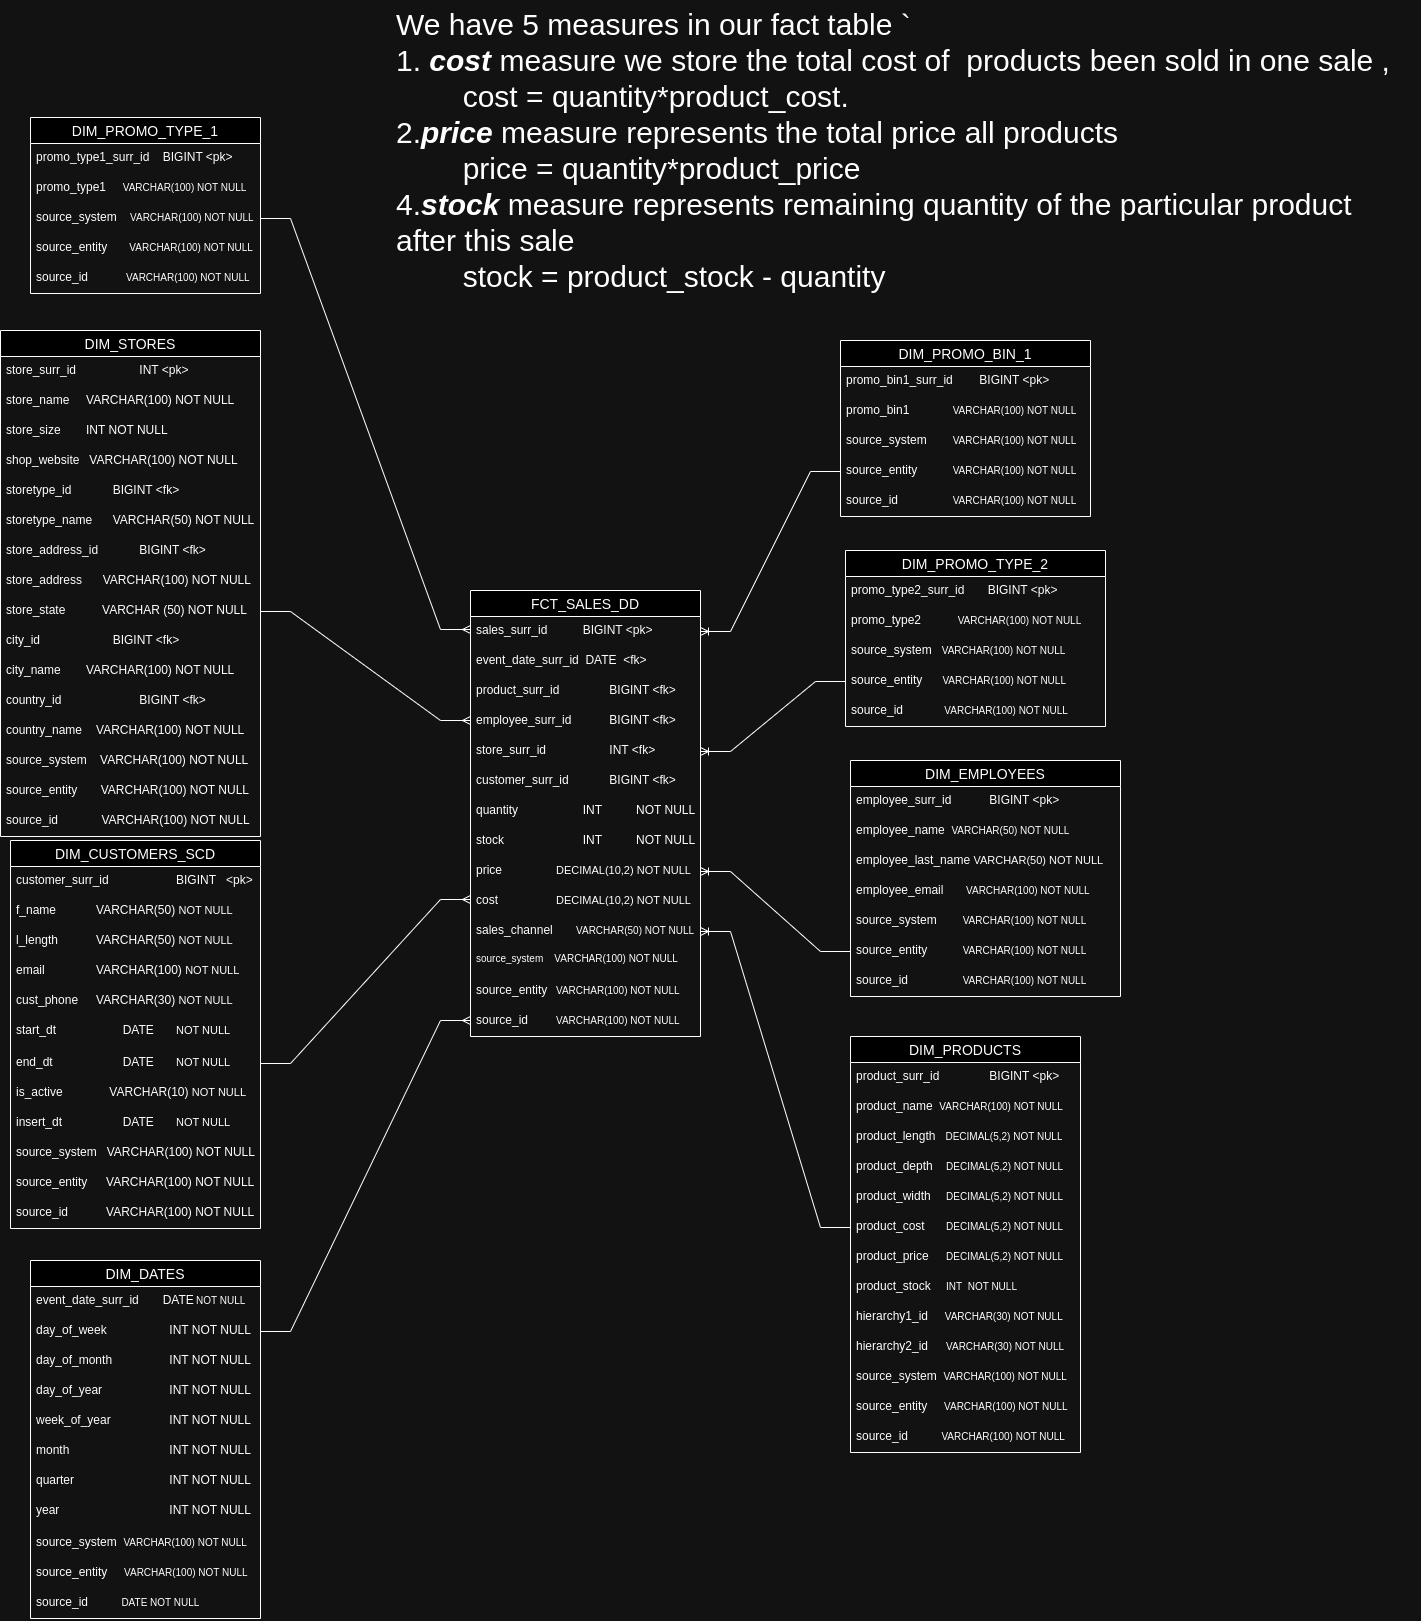 We have 5 measures in our fact table `
1. cost measure we store the total cost of  products been sold in one sale ,
cost = quantity*product_cost.
2.price measure represents the total price all products
price = quantity*product_price
4.stock measure represents remaining quantity of the particular product
after this sale
stock = product_stock - quantity
DIM_PROMO_TYPE_1
promo_type1_surr_id BIGINT <pk>
promo_type1 VARCHAR(100) NOT NULL
source_system VARCHAR(100) NOT NULL
source_entity VARCHAR(100) NOT NULL
source_id VARCHAR(100) NOT NULL
DIM_STORES
store_surr_id INT <pk>
store_name VARCHAR(100) NOT NULL
store_size INT NOT NULL
shop_website VARCHAR(100) NOT NULL
storetype_id BIGINT <fk>
storetype_name VARCHAR(50) NOT NULL
store_address_id BIGINT <fk>
store_address VARCHAR(100) NOT NULL
store_state VARCHAR (50) NOT NULL
city_id BIGINT <fk>
city_name VARCHAR(100) NOT NULL
country_id BIGINT <fk>
country_name VARCHAR(100) NOT NULL
source_system VARCHAR(100) NOT NULL
source_entity VARCHAR(100) NOT NULL
source_id VARCHAR(100) NOT NULL
DIM_CUSTOMERS_SCD
customer_surr_id BIGINT <pk>
f_name VARCHAR(50) NOT NULL
l_length VARCHAR(50) NOT NULL
email VARCHAR(100) NOT NULL
cust_phone VARCHAR(30) NOT NULL
start_dt DATE NOT NULL
end_dt DATE NOT NULL
is_active VARCHAR(10) NOT NULL
insert_dt DATE NOT NULL
source_system VARCHAR(100) NOT NULL
source_entity VARCHAR(100) NOT NULL
source_id VARCHAR(100) NOT NULL
DIM_DATES
event_date_surr_id DATE NOT NULL
day_of_week INT NOT NULL
day_of_month INT NOT NULL
day_of_year INT NOT NULL
week_of_year INT NOT NULL
month INT NOT NULL
quarter INT NOT NULL
year INT NOT NULL
source_system VARCHAR(100) NOT NULL
source_entity VARCHAR(100) NOT NULL
source_id DATE NOT NULL
FCT_SALES_DD
sales_surr_id BIGINT <pk>
event_date_surr_id DATE <fk>
product_surr_id BIGINT <fk>
employee_surr_id BIGINT <fk>
store_surr_id INT <fk>
customer_surr_id BIGINT <fk>
quantity INT NOT NULL
stock INT NOT NULL
price DECIMAL(10,2) NOT NULL
cost DECIMAL(10,2) NOT NULL
sales_channel VARCHAR(50) NOT NULL
source_system VARCHAR(100) NOT NULL
source_entity VARCHAR(100) NOT NULL
source_id VARCHAR(100) NOT NULL
DIM_PROMO_BIN_1
promo_bin1_surr_id BIGINT <pk>
promo_bin1 VARCHAR(100) NOT NULL
source_system VARCHAR(100) NOT NULL
source_entity VARCHAR(100) NOT NULL
source_id VARCHAR(100) NOT NULL
DIM_PROMO_TYPE_2
promo_type2_surr_id BIGINT <pk>
promo_type2 VARCHAR(100) NOT NULL
source_system VARCHAR(100) NOT NULL
source_entity VARCHAR(100) NOT NULL
source_id VARCHAR(100) NOT NULL
DIM_EMPLOYEES
employee_surr_id BIGINT <pk>
employee_name VARCHAR(50) NOT NULL
employee_last_name VARCHAR(50) NOT NULL
employee_email VARCHAR(100) NOT NULL
source_system VARCHAR(100) NOT NULL
source_entity VARCHAR(100) NOT NULL
source_id VARCHAR(100) NOT NULL
DIM_PRODUCTS
product_surr_id BIGINT <pk>
product_name VARCHAR(100) NOT NULL
product_length DECIMAL(5,2) NOT NULL
product_depth DECIMAL(5,2) NOT NULL
product_width DECIMAL(5,2) NOT NULL
product_cost DECIMAL(5,2) NOT NULL
product_price DECIMAL(5,2) NOT NULL
product_stock INT NOT NULL
hierarchy1_id VARCHAR(30) NOT NULL
hierarchy2_id VARCHAR(30) NOT NULL
source_system VARCHAR(100) NOT NULL
source_entity VARCHAR(100) NOT NULL
source_id VARCHAR(100) NOT NULL